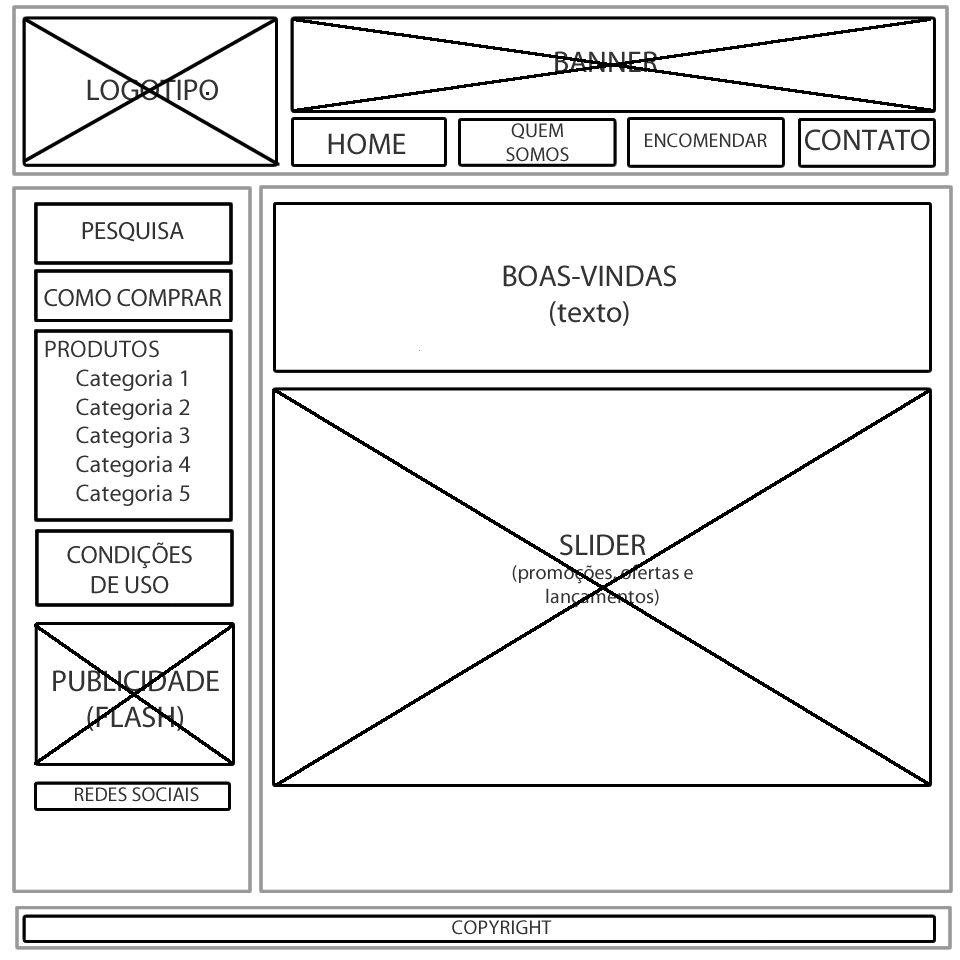 LOGOTIPO
BANNER
HOME
QUEM
SOMOS
ENCOMENDAR
CONTATO
PESQUISA
COMO COMPRAR
PRODUTOS
Categoria 1
Categoria 2
Categoria 3
Categoria 4
Categoria 5
CONDIÇÕES
DE USO
PUBLICIDADE
(FLASH)
REDES SOCIAIS
BOAS-VINDAS
(texto)
SLIDER
(promoções, ofertas e
lançamentos)
COPYRIGHT